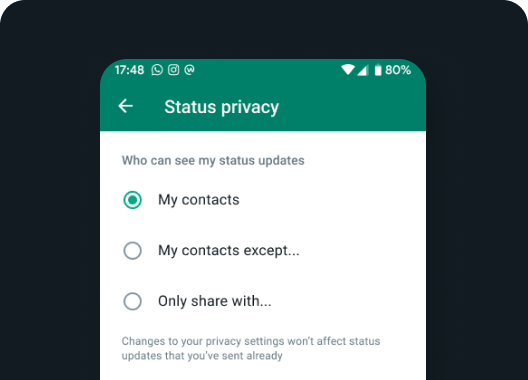 17:48 80%
Status privacy
Who can see my status updates
My contacts
My contacts except...
Only share with...
Changes to your privacy settings won't affect status
updates that you've sent already